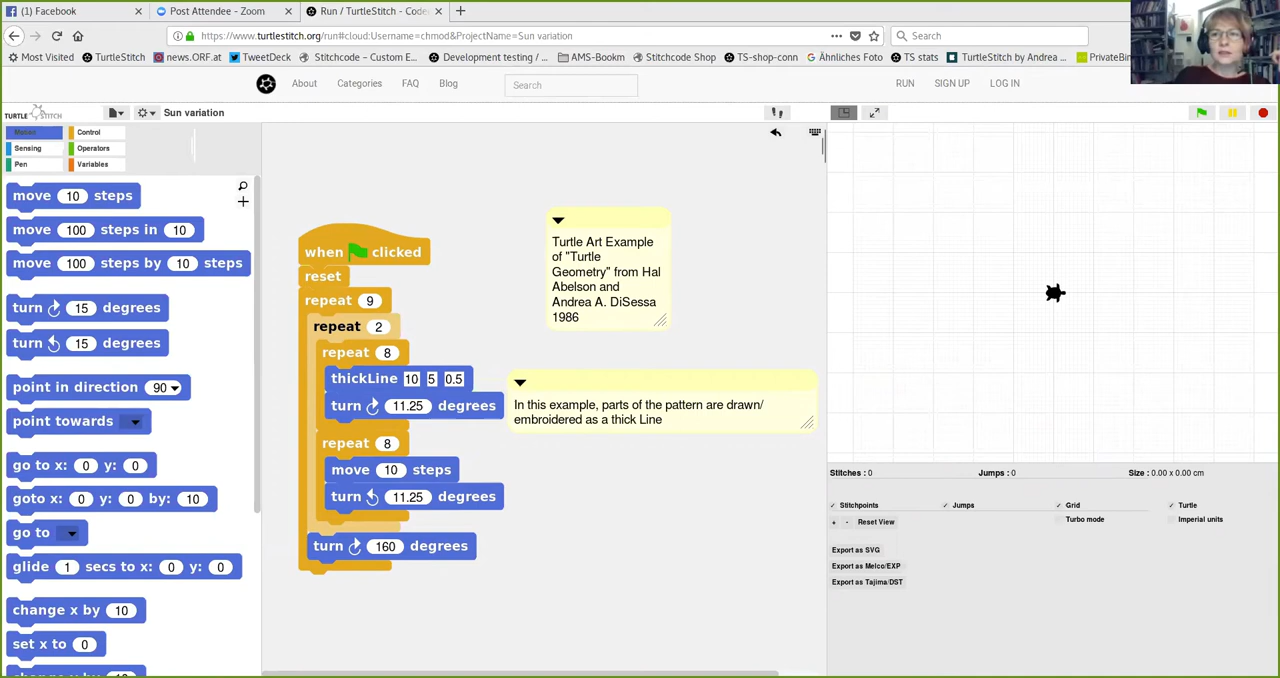 (1) Facebook
Post Attendee - Zoom
Run / TurtleStitch - Code
https://www.turtlestitch.org/run#cloud:Username=chmod&ProjectName=Sun variation
Search
Most Visited
TurtleStitch
news.ORF.at
TweetDeck
Stitchcode – Custom E...
Development testing / ...
AMS-Bookm
Stitchcode Shop
TS-shop-conn
Ähnliches Foto
TS stats
TurtleStitch by Andrea ...
PrivateBin
About
Categories
FAQ
Blog
Search
RUN
SIGN UP
LOG IN
TURTLE STITCH
Sun variation
Motion
Control
Sensing
Operators
Pen
Variables
move 10 steps
move 100 steps in 10
move 100 steps by 10 steps
turn 15 degrees
turn 15 degrees
point in direction 90
point towards
go to x: 0 y: 0
goto x: 0 y: 0 by: 10
go to
glide 1 secs to x: 0 y: 0
change x by 10
set x to 0
when clicked
reset
repeat 9
repeat 2
repeat 8
thickLine 10 5 0.5
turn 11.25 degrees
repeat 8
move 10 steps
turn 11.25 degrees
turn 160 degrees
Turtle Art Example
of "Turtle
Geometry" from Hal
Abelson and
Andrea A. DiSessa
1986
In this example, parts of the pattern are drawn/
embroidered as a thick Line
Stitches : 0
Jumps : 0
Size : 0.00 x 0.00 cm
Stitchpoints
Jumps
Grid
Turtle
+ - Reset View
Turbo mode
Imperial units
Export as SVG
Export as Melco/EXP
Export as Tajima/DST